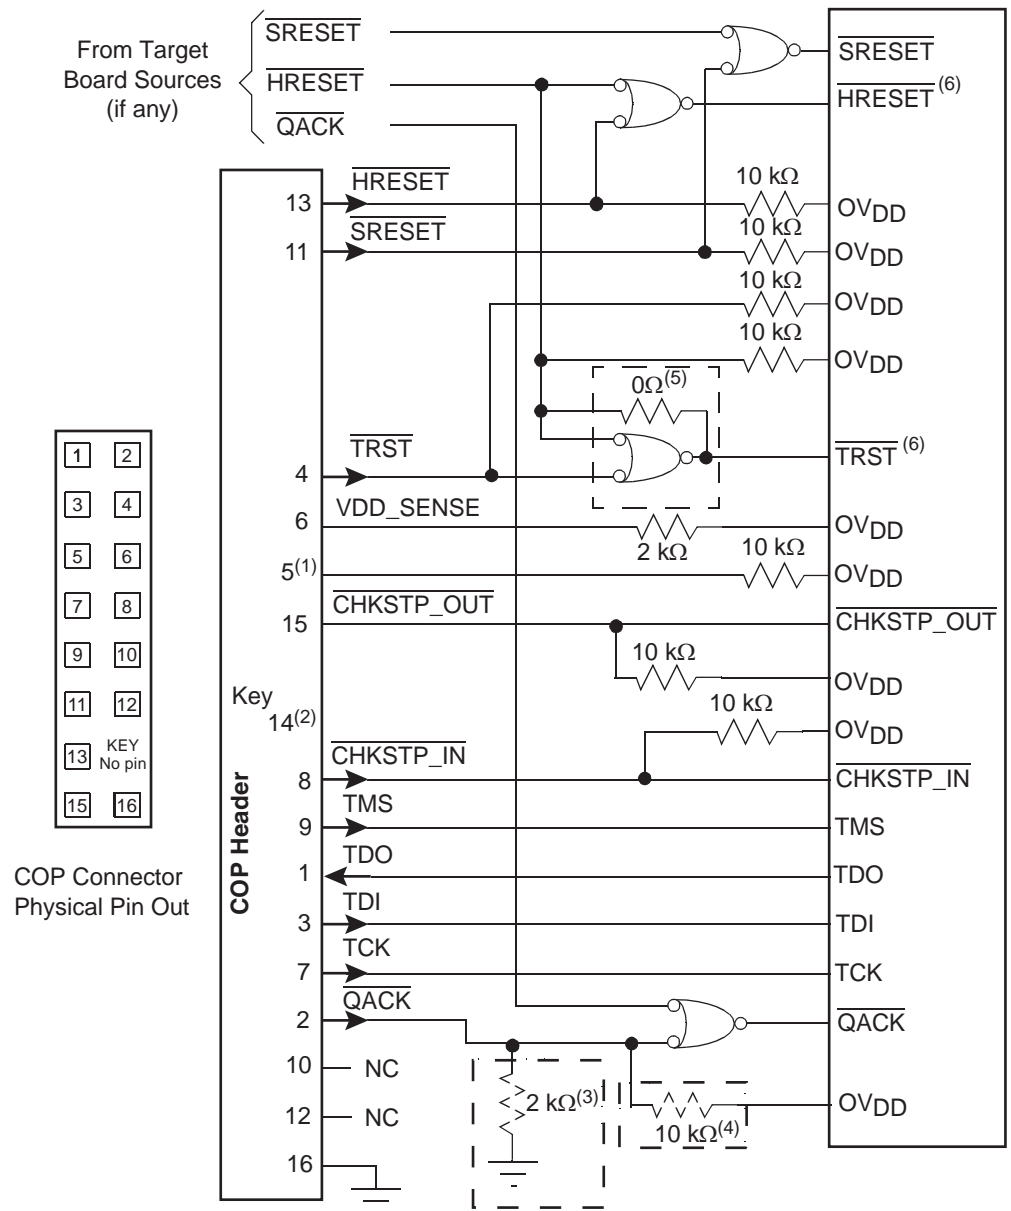 From Target
Board Sources
(if any)
SRESET
HRESET
QACK
SRESET
HRESET(6)
13
HRESET
10 kΩ
OVDD
11
SRESET
10 kΩ
OVDD
10 kΩ
OVDD
10 kΩ
OVDD
0Ω(5)
4
TRST
TRST(6)
6
VDD_SENSE
2 kΩ
OVDD
5(1)
10 kΩ
OVDD
15
CHKSTP_OUT
CHKSTP_OUT
10 kΩ
OVDD
Key
14(2)
10 kΩ
OVDD
8
CHKSTP_IN
CHKSTP_IN
9
TMS
TMS
1
TDO
TDO
3
TDI
TDI
7
TCK
TCK
2
QACK
QACK
10
NC
2 kΩ(3)
10 kΩ(4)
OVDD
12
NC
16
COP Header
1 2
3 4
5 6
7 8
9 10
11 12
13 KEY
No pin
15 16
COP Connector
Physical Pin Out